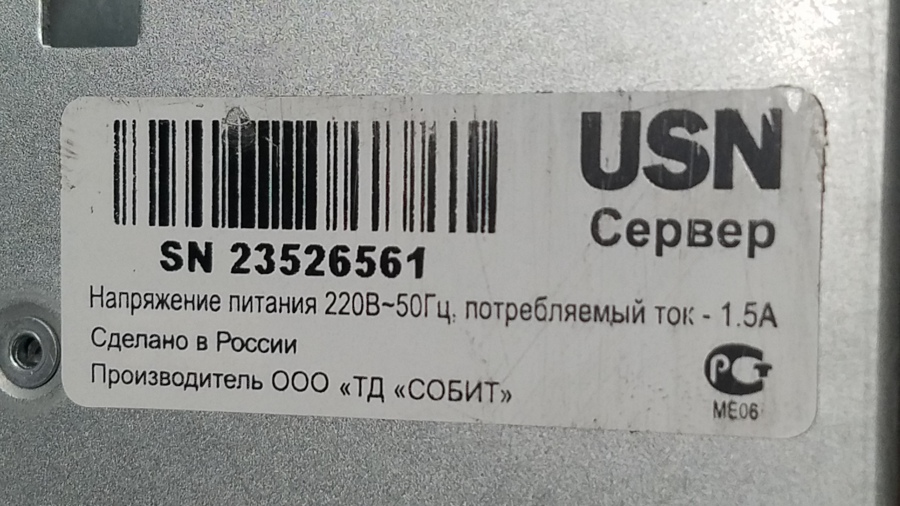 USN
Сервер
SN 23526561
Напряжение питания 220В~50Гц, потребляемый ток - 1.5А
Сделано в России
Производитель ООО «ТД «СОБИТ»
РСТ
МЕ06